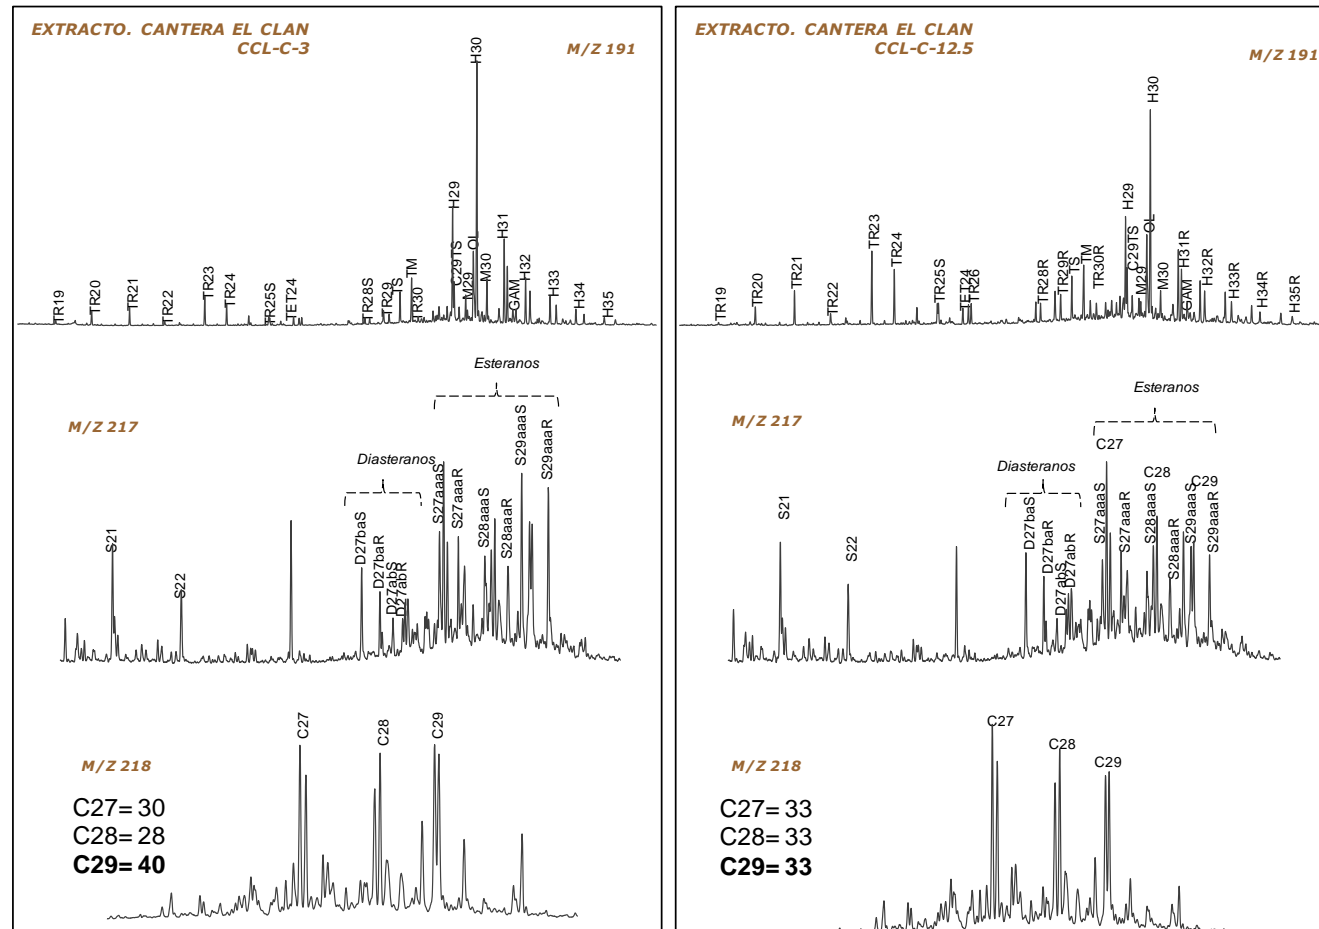 EXTRACTO. CANTERA EL CLAN
CCL-C-3
M/Z 191
TR19
TR20
TR21
TR22
TR23
TR24
TR25S
TET24
TR28S
TR29
TS
TM
TR30
H29
C29TS
M29
OL
H30
M30
H31
GAM
H32
H33
H34
H35
M/Z 217
Esteranos
Diasteranos
S21
S22
D27baS
D27baR
D27abS
D27abR
S27aaaS
S27aaaR
S28aaaS
S28aaaR
S29aaaS
S29aaaR
M/Z 218
C27
C28
C29
C27= 30
C28= 28
C29= 40
EXTRACTO. CANTERA EL CLAN
CCL-C-12.5
M/Z 191
TR19
TR20
TR21
TR22
TR23
TR24
TR25S
TET24
TR26
TR28R
TR29R
TS
TM
TR30R
H29
C29TS
M29
OL
H30
M30
H31R
GAM
H32R
H33R
H34R
H35R
M/Z 217
Esteranos
Diasteranos
S21
S22
D27baS
D27baR
D27abS
D27abR
C27
S27aaaS
S27aaaR
C28
S28aaaS
S28aaaR
C29
S29aaaS
S29aaaR
M/Z 218
C27
C28
C29
C27= 33
C28= 33
C29= 33